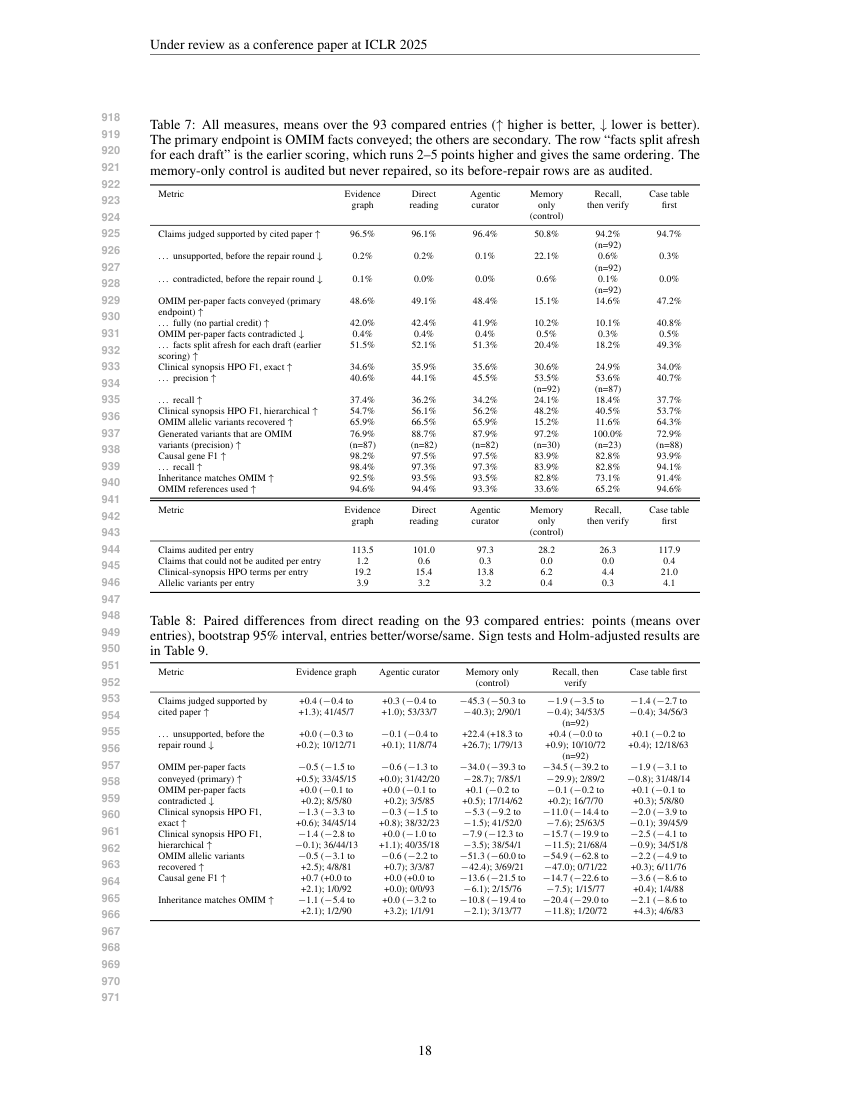 Under review as a conference paper at ICLR 2025
918
919
920
921
922
923
924
925
926
927
928
929
930
931
932
933
934
935
936
937
938
939
940
941
942
943
944
945
946
947
948
949
950
951
952
953
954
955
956
957
958
959
960
961
962
963
964
965
966
967
968
969
970
971
Table 7: All measures, means over the 93 compared entries (↑ higher is better, ↓ lower is better).
The primary endpoint is OMIM facts conveyed; the others are secondary. The row “facts split afresh
for each draft” is the earlier scoring, which runs 2–5 points higher and gives the same ordering. The
memory-only control is audited but never repaired, so its before-repair rows are as audited.
Metric Evidence Direct Agentic Memory Recall, Case table
graph reading curator only then verify first
(control)
Claims judged supported by cited paper ↑ 96.5% 96.1% 96.4% 50.8% 94.2% 94.7%
(n=92)
… unsupported, before the repair round ↓ 0.2% 0.2% 0.1% 22.1% 0.6% 0.3%
(n=92)
… contradicted, before the repair round ↓ 0.1% 0.0% 0.0% 0.6% 0.1% 0.0%
(n=92)
OMIM per-paper facts conveyed (primary 48.6% 49.1% 48.4% 15.1% 14.6% 47.2%
endpoint) ↑
… fully (no partial credit) ↑ 42.0% 42.4% 41.9% 10.2% 10.1% 40.8%
OMIM per-paper facts contradicted ↓ 0.4% 0.4% 0.4% 0.5% 0.3% 0.5%
… facts split afresh for each draft (earlier 51.5% 52.1% 51.3% 20.4% 18.2% 49.3%
scoring) ↑
Clinical synopsis HPO F1, exact ↑ 34.6% 35.9% 35.6% 30.6% 24.9% 34.0%
… precision ↑ 40.6% 44.1% 45.5% 53.5% 53.6% 40.7%
(n=92) (n=87)
… recall ↑ 37.4% 36.2% 34.2% 24.1% 18.4% 37.7%
Clinical synopsis HPO F1, hierarchical ↑ 54.7% 56.1% 56.2% 48.2% 40.5% 53.7%
OMIM allelic variants recovered ↑ 65.9% 66.5% 65.9% 15.2% 11.6% 64.3%
Generated variants that are OMIM 76.9% 88.7% 87.9% 97.2% 100.0% 72.9%
variants (precision) ↑ (n=87) (n=82) (n=82) (n=30) (n=23) (n=88)
Causal gene F1 ↑ 98.2% 97.5% 97.5% 83.9% 82.8% 93.9%
… recall ↑ 98.4% 97.3% 97.3% 83.9% 82.8% 94.1%
Inheritance matches OMIM ↑ 92.5% 93.5% 93.5% 82.8% 73.1% 91.4%
OMIM references used ↑ 94.6% 94.4% 93.3% 33.6% 65.2% 94.6%
Metric Evidence Direct Agentic Memory Recall, Case table
graph reading curator only then verify first
(control)
Claims audited per entry 113.5 101.0 97.3 28.2 26.3 117.9
Claims that could not be audited per entry 1.2 0.6 0.3 0.0 0.0 0.4
Clinical-synopsis HPO terms per entry 19.2 15.4 13.8 6.2 4.4 21.0
Allelic variants per entry 3.9 3.2 3.2 0.4 0.3 4.1
Table 8: Paired differences from direct reading on the 93 compared entries: points (means over
entries), bootstrap 95% interval, entries better/worse/same. Sign tests and Holm-adjusted results are
in Table 9.
Metric Evidence graph Agentic curator Memory only Recall, then Case table first
(control) verify
Claims judged supported by +0.4 (−0.4 to +0.3 (−0.4 to −45.3 (−50.3 to −1.9 (−3.5 to −1.4 (−2.7 to
cited paper ↑ +1.3); 41/45/7 +1.0); 53/33/7 −40.3); 2/90/1 −0.4); 34/53/5 −0.4); 34/56/3
(n=92)
… unsupported, before the +0.0 (−0.3 to −0.1 (−0.4 to +22.4 (+18.3 to +0.4 (−0.0 to +0.1 (−0.2 to
repair round ↓ +0.2); 10/12/71 +0.1); 11/8/74 +26.7); 1/79/13 +0.9); 10/10/72 +0.4); 12/18/63
(n=92)
OMIM per-paper facts −0.5 (−1.5 to −0.6 (−1.3 to −34.0 (−39.3 to −34.5 (−39.2 to −1.9 (−3.1 to
conveyed (primary) ↑ +0.5); 33/45/15 +0.0); 31/42/20 −28.7); 7/85/1 −29.9); 2/89/2 −0.8); 31/48/14
OMIM per-paper facts +0.0 (−0.1 to +0.0 (−0.1 to +0.1 (−0.2 to −0.1 (−0.2 to +0.1 (−0.1 to
contradicted ↓ +0.2); 8/5/80 +0.2); 3/5/85 +0.5); 17/14/62 +0.2); 16/7/70 +0.3); 5/8/80
Clinical synopsis HPO F1, −1.3 (−3.3 to −0.3 (−1.5 to −5.3 (−9.2 to −11.0 (−14.4 to −2.0 (−3.9 to
exact ↑ +0.6); 34/45/14 +0.8); 38/32/23 −1.5); 41/52/0 −7.6); 25/63/5 −0.1); 39/45/9
Clinical synopsis HPO F1, −1.4 (−2.8 to +0.0 (−1.0 to −7.9 (−12.3 to −15.7 (−19.9 to −2.5 (−4.1 to
hierarchical ↑ −0.1); 36/44/13 +1.1); 40/35/18 −3.5); 38/54/1 −11.5); 21/68/4 −0.9); 34/51/8
OMIM allelic variants −0.5 (−3.1 to −0.6 (−2.2 to −51.3 (−60.0 to −54.9 (−62.8 to −2.2 (−4.9 to
recovered ↑ +2.5); 4/8/81 +0.7); 3/3/87 −42.4); 3/69/21 −47.0); 0/71/22 +0.3); 6/11/76
Causal gene F1 ↑ +0.7 (+0.0 to +0.0 (+0.0 to −13.6 (−21.5 to −14.7 (−22.6 to −3.6 (−8.6 to
+2.1); 1/0/92 +0.0); 0/0/93 −6.1); 2/15/76 −7.5); 1/15/77 +0.4); 1/4/88
Inheritance matches OMIM ↑ −1.1 (−5.4 to +0.0 (−3.2 to −10.8 (−19.4 to −20.4 (−29.0 to −2.1 (−8.6 to
+2.1); 1/2/90 +3.2); 1/1/91 −2.1); 3/13/77 −11.8); 1/20/72 +4.3); 4/6/83
18